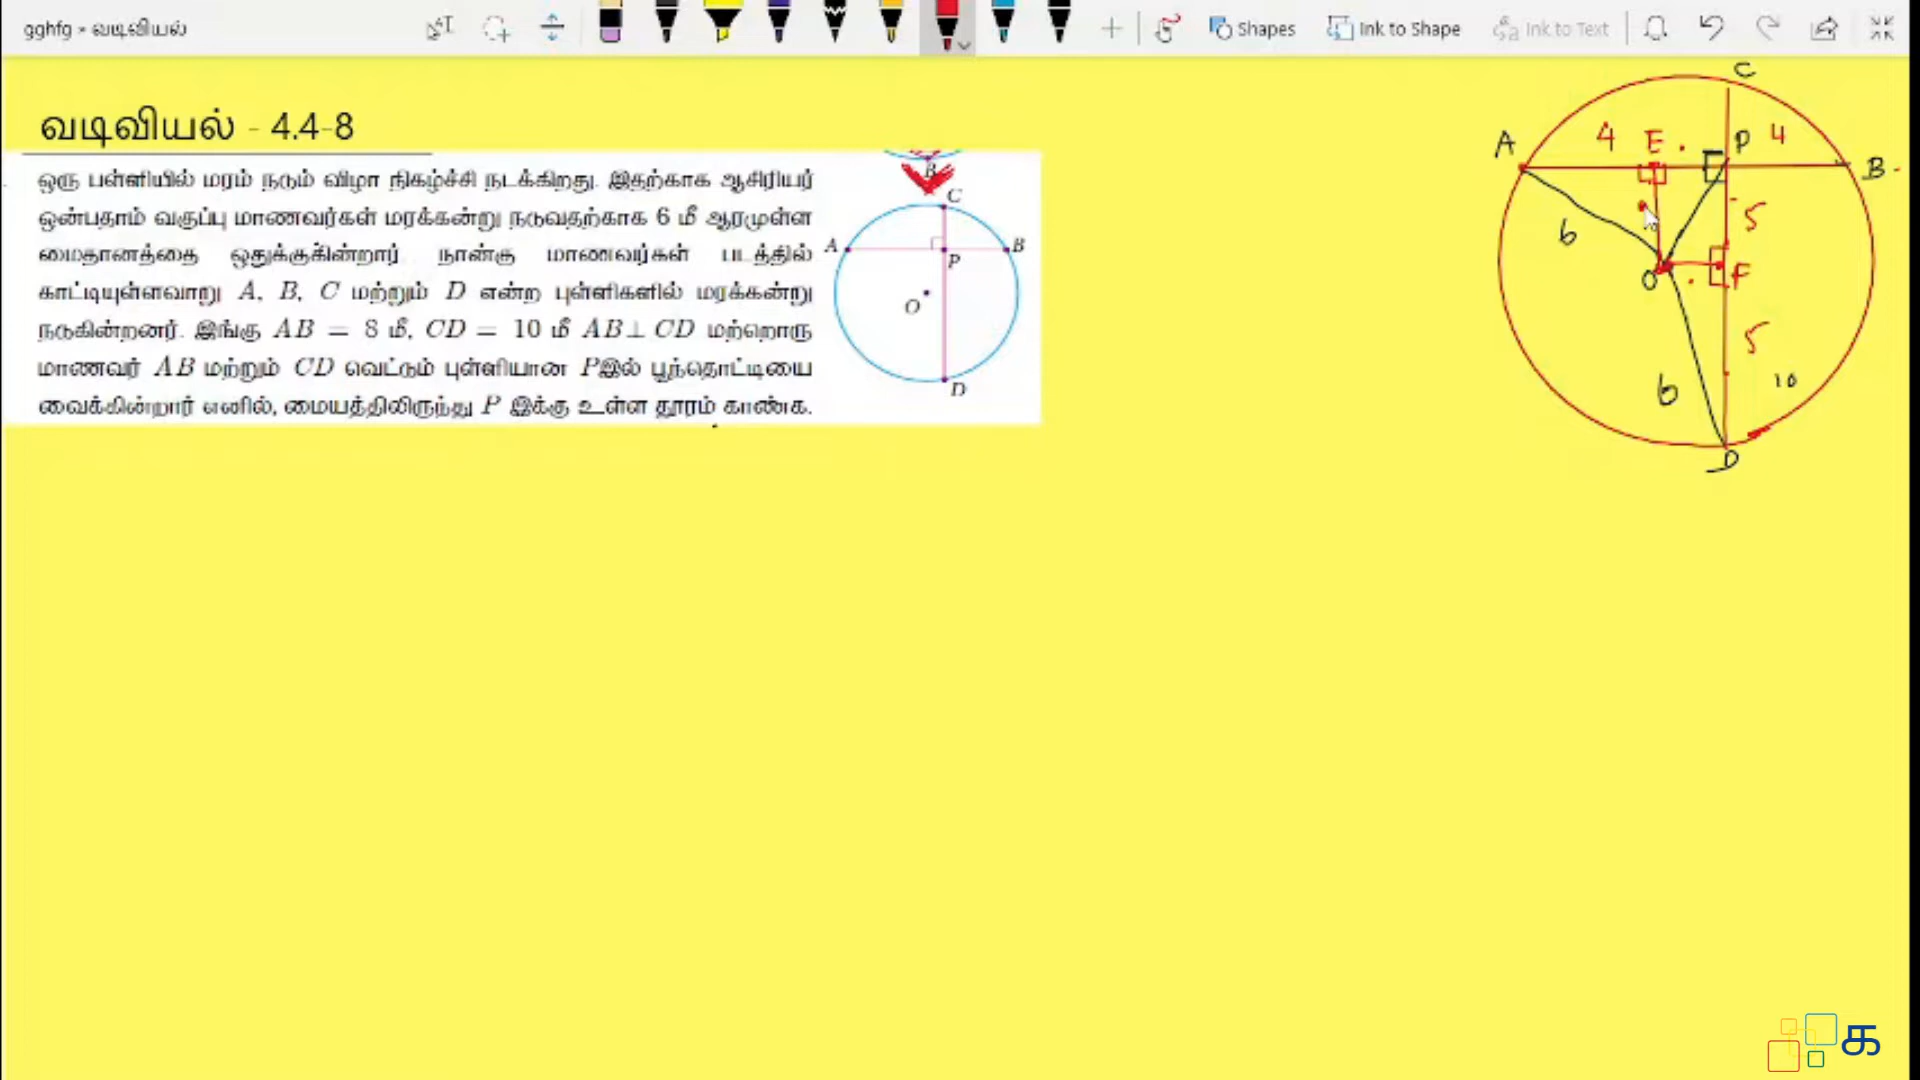 gghfg - வடிவியல்
Shapes
Ink to Shape
Ink to Text
வடிவியல் - 4.4-8
ஒரு பள்ளியில் மரம் நடும் விழா நிகழ்ச்சி நடக்கிறது. இதற்காக ஆசிரியர்
ஒன்பதாம் வகுப்பு மாணவர்கள் மரக்கன்று நடுவதற்காக 6 மீ ஆரமுள்ள
மைதானத்தை ஒதுக்குகின்றார் நான்கு மாணவர்கள் படத்தில்
காட்டியுள்ளவாறு A, B, C மற்றும் D என்ற புள்ளிகளில் மரக்கன்று
நடுகின்றனர். இங்கு AB = 8 மீ, CD = 10 மீ AB⊥ CD மற்றொரு
மாணவர் AB மற்றும் CD வெட்டும் புள்ளியான Pஇல் பூந்தொட்டியை
வைக்கின்றார் எனில், மையத்திலிருந்து P இக்கு உள்ள தூரம் காண்க.
B
C
A
B
P
O
D
C
A
4
E
P
4
B
6
5
O
F
5
6
10
D
க